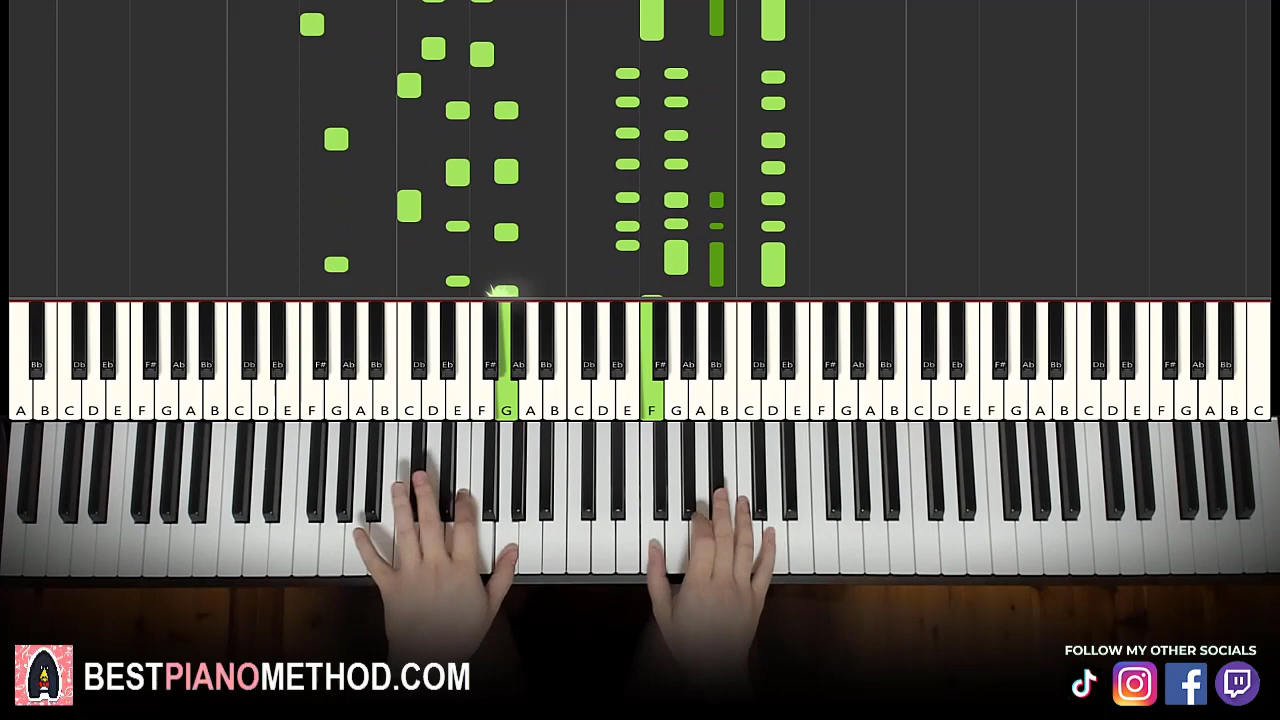 Bb Db Eb F# Ab Bb Db Eb F# Ab Bb Db Eb F# Ab Bb Db Eb F# Ab Bb Db Eb F# Ab Bb Db Eb F# Ab Bb Db Eb F# Ab Bb
A B C D E F G A B C D E F G A B C D E F G A B C D E F G A B C D E F G A B C D E F G A B C D E F G A B C
FOLLOW MY OTHER SOCIALS
BESTPIANOMETHOD.COM